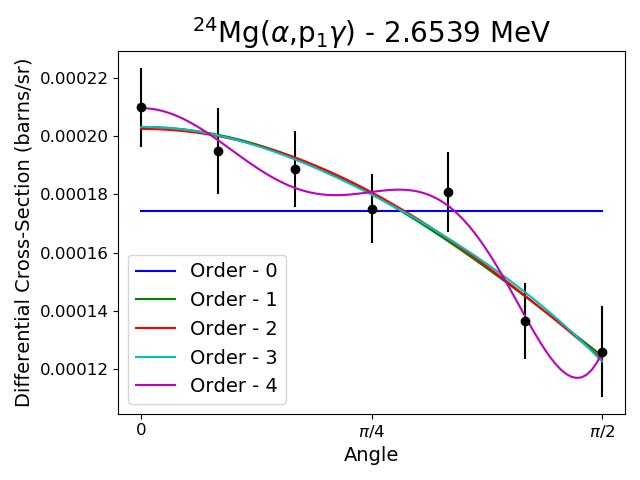 ²⁴Mg(α,p₁γ) - 2.6539 MeV
Differential Cross-Section (barns/sr)
0.00022
0.00020
0.00018
0.00016
0.00014
0.00012
Order - 0
Order - 1
Order - 2
Order - 3
Order - 4
0
π/4
π/2
Angle